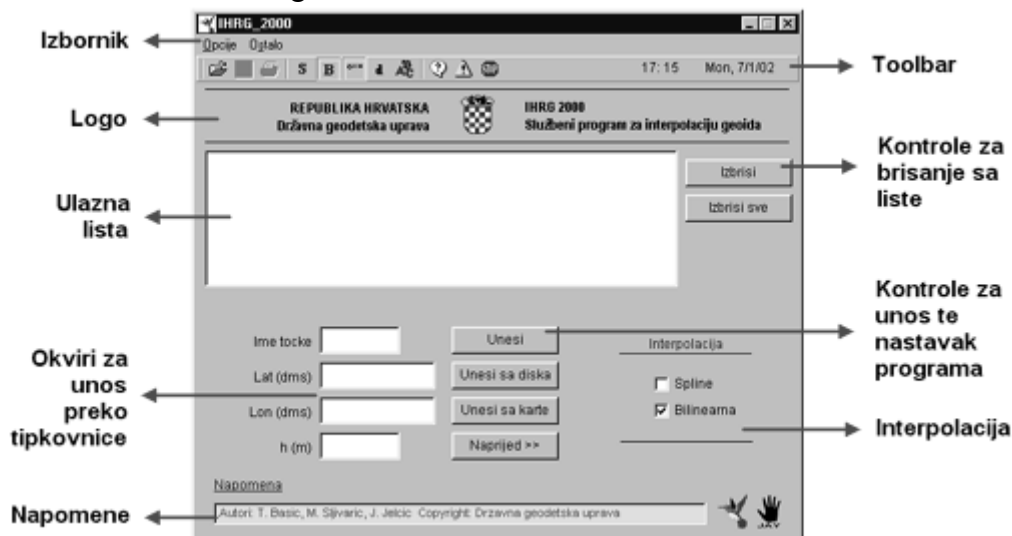 IHRG_2000
Izbornik
Opcije Ostalo
S B
17:15 Mon, 7/1/02
Toolbar
Logo
REPUBLIKA HRVATSKA
Državna geodetska uprava
IHRG 2000
Službeni program za interpolaciju geoida
Kontrole za
brisanje sa
liste
Izbrisi
Izbrisi sve
Ulazna
lista
Kontrole za
unos te
nastavak
programa
Okviri za
unos
preko
tipkovnice
Ime tocke
Lat (dms)
Lon (dms)
h (m)
Unesi
Unesi sa diska
Unesi sa karte
Naprijed >>
Interpolacija
Spline
Bilinearna
Interpolacija
Napomena
Napomene
Autori: T. Basic, M. Sljivaric, J. Jelcic Copyright: Drzavna geodetska uprava
JAY